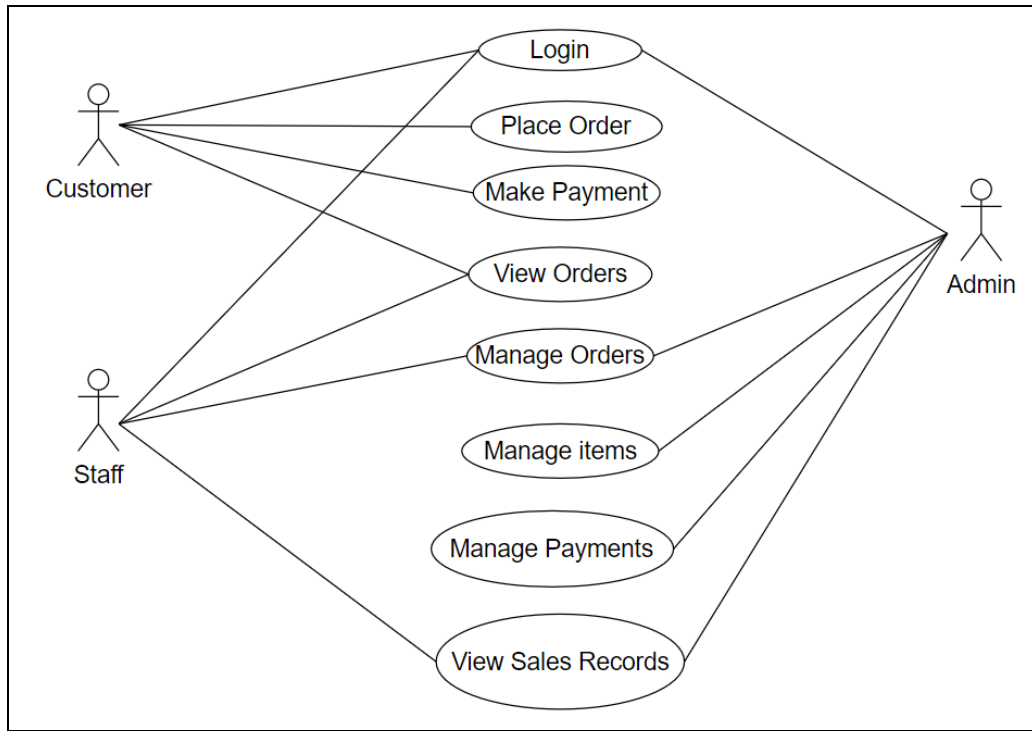 Login
Place Order
Customer
Make Payment
View Orders
Admin
Manage Orders
Manage items
Staff
Manage Payments
View Sales Records